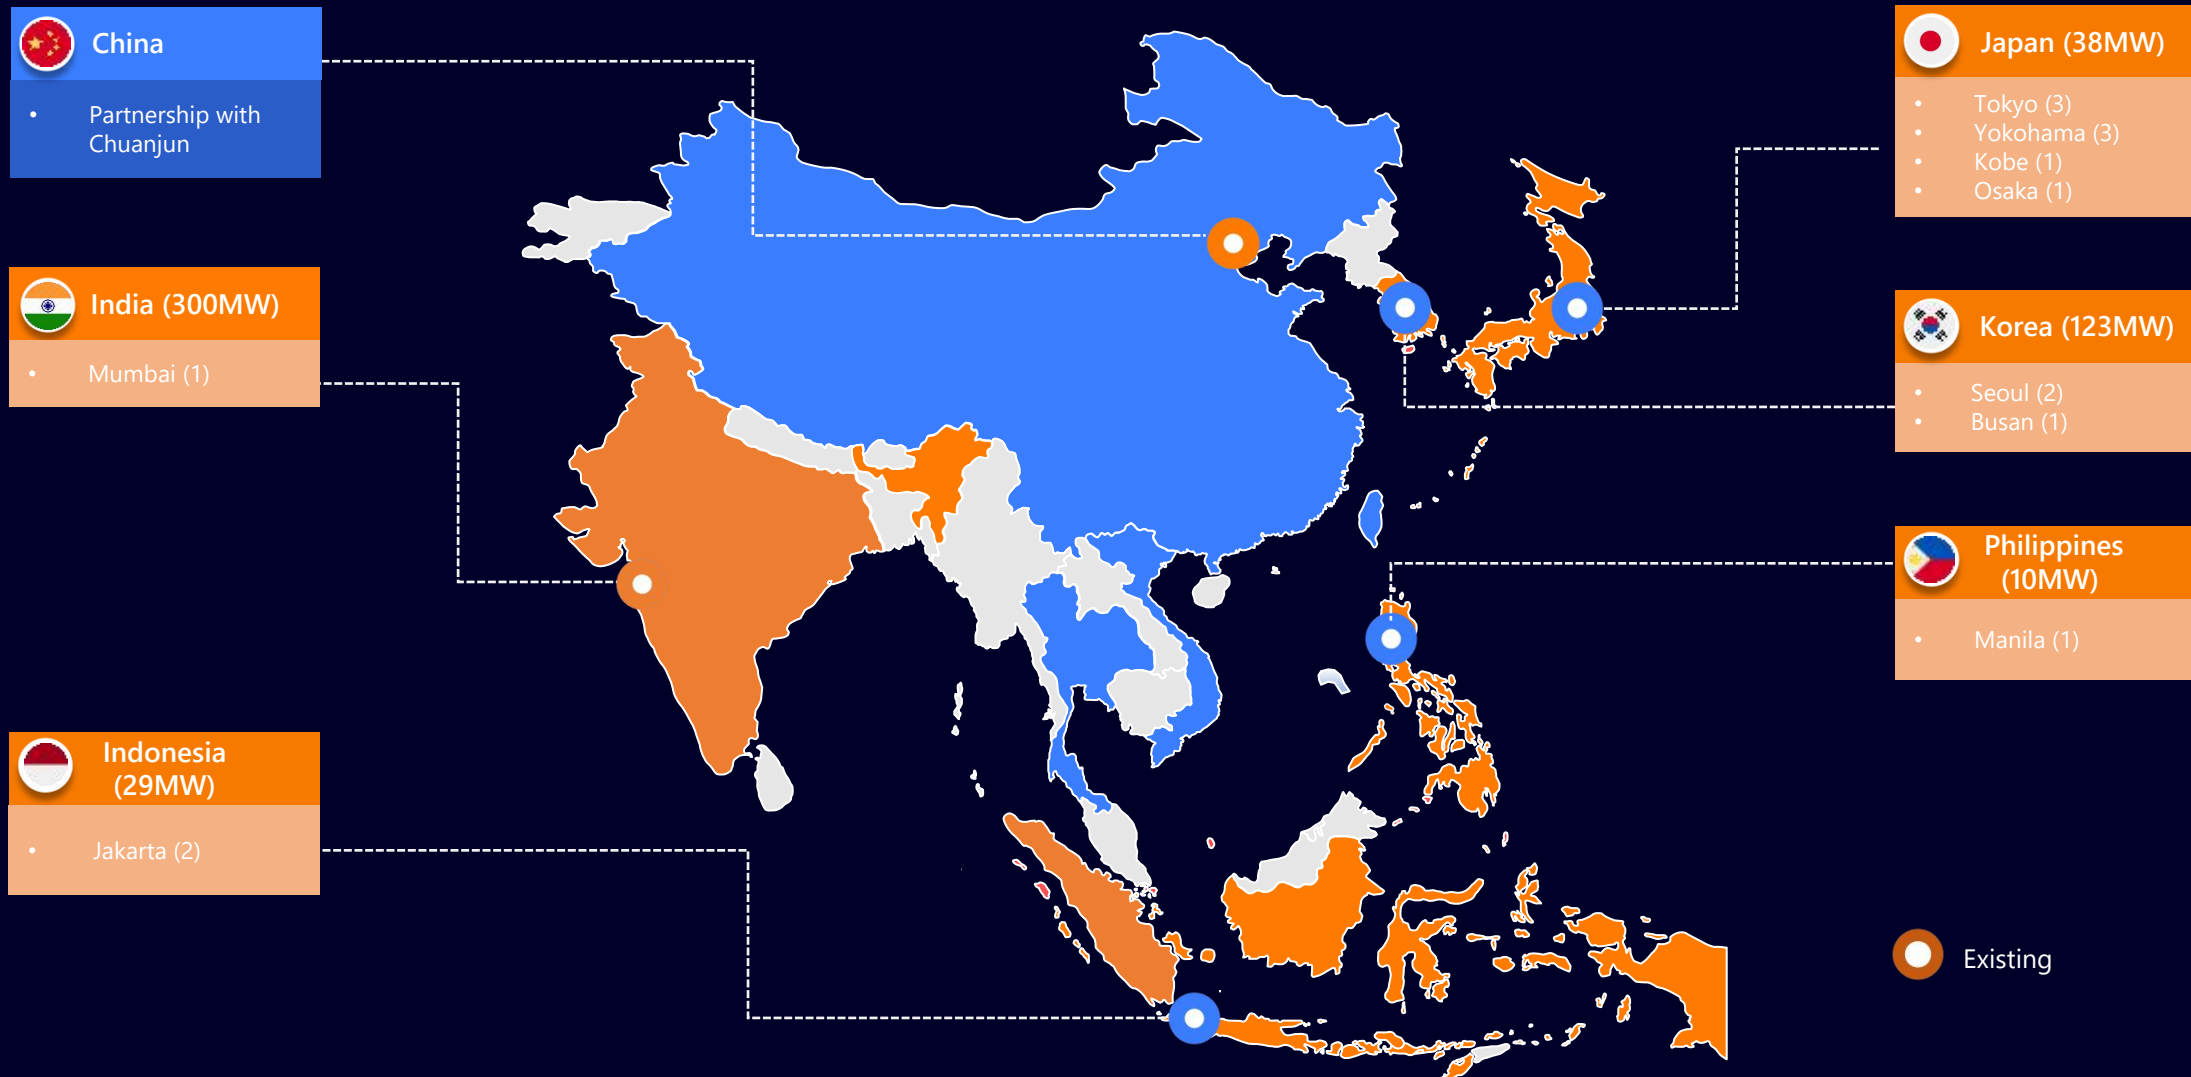 China
• Partnership with
Chuanjun
India (300MW)
• Mumbai (1)
Indonesia
(29MW)
• Jakarta (2)
Japan (38MW)
• Tokyo (3)
• Yokohama (3)
• Kobe (1)
• Osaka (1)
Korea (123MW)
• Seoul (2)
• Busan (1)
Philippines
(10MW)
• Manila (1)
Existing